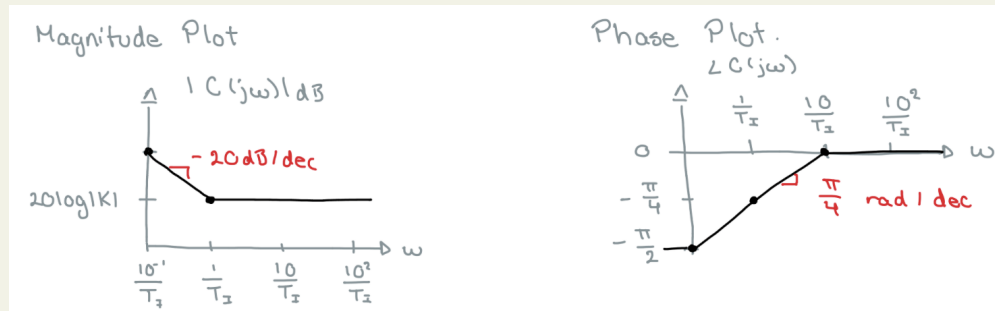 Magnitude Plot
|C(jω)|dB
-20dB/dec
20log|K|
ω
10⁻¹/T_I
1/T_I
10/T_I
10²/T_I
Phase Plot.
∠C(jω)
1/T_I
10/T_I
10²/T_I
0
ω
-π/4
π/4 rad/dec
-π/2